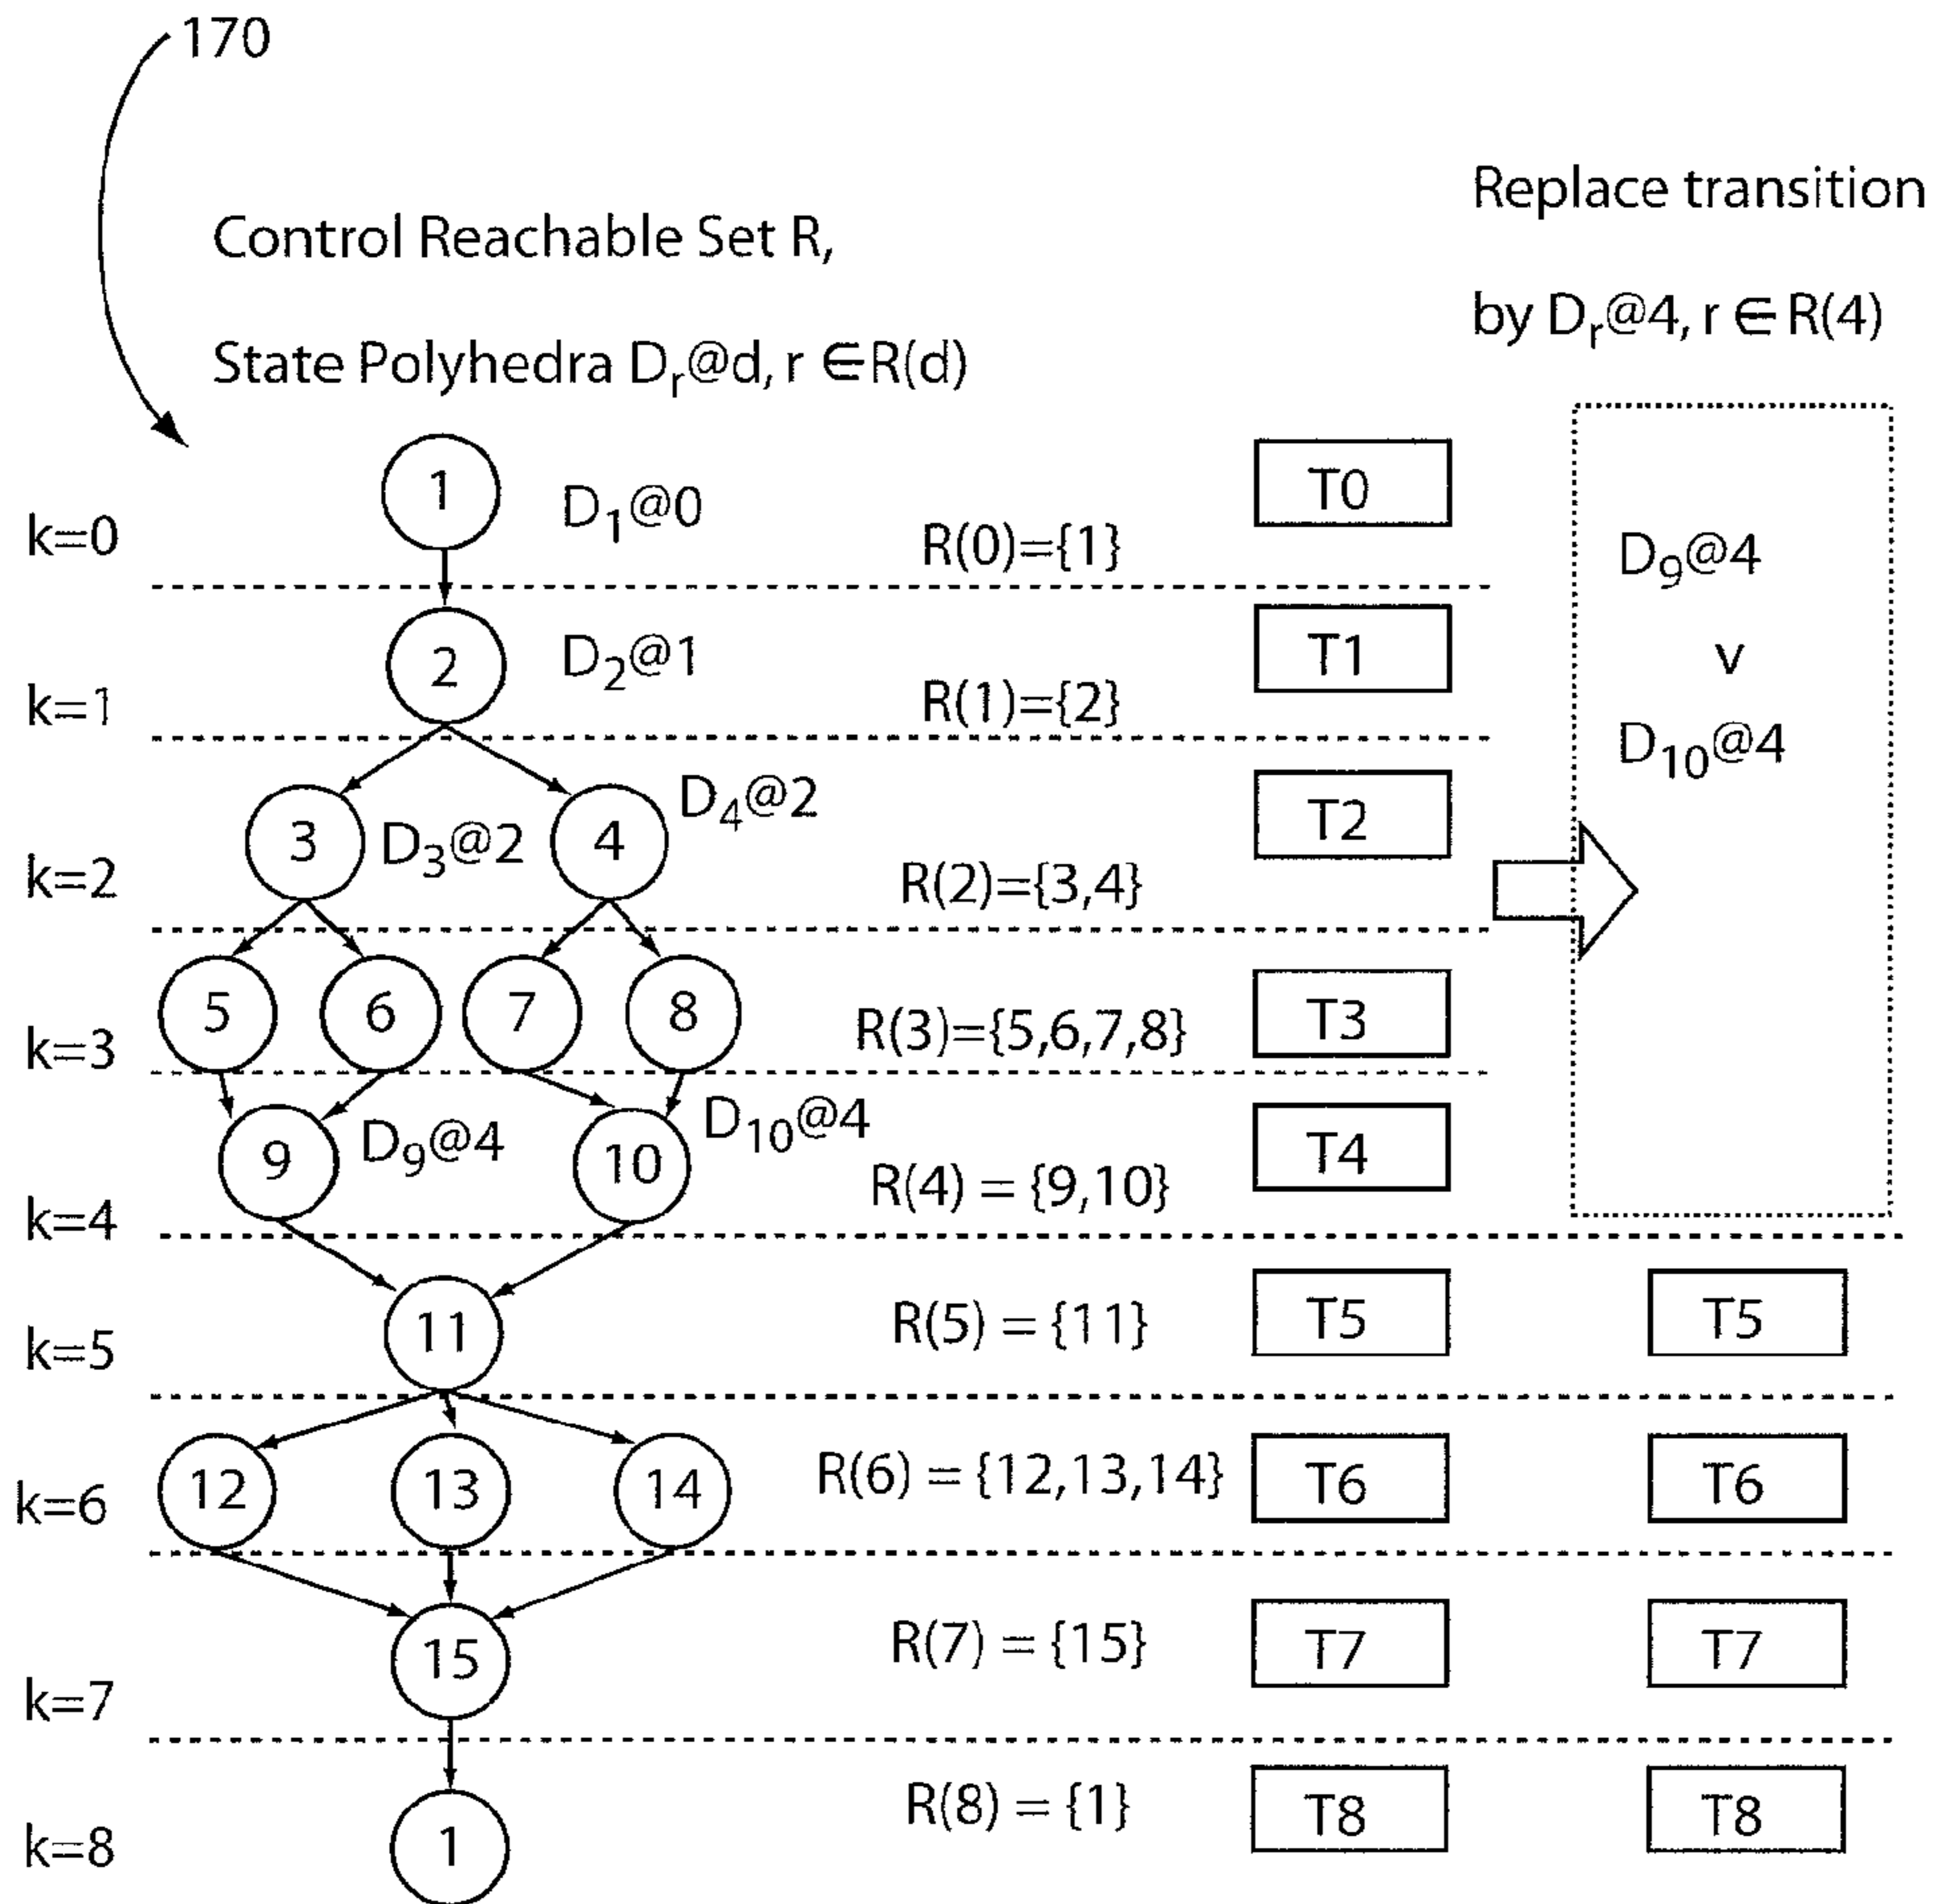 170
Control Reachable Set R,
State Polyhedra Dr@d, r ∈R(d)
Replace transition
by Dr@4, r ∈ R(4)
k=0
1
D1@0
R(0)={1}
T0
k=1
2
D2@1
R(1)={2}
T1
k=2
3
D3@2
4
D4@2
R(2)={3,4}
T2
k=3
5
6
7
8
R(3)={5,6,7,8}
T3
k=4
9
D9@4
10
D10@4
R(4) = {9,10}
T4
D9@4
v
D10@4
k=5
11
R(5) = {11}
T5
T5
k=6
12
13
14
R(6) = {12,13,14}
T6
T6
k=7
15
R(7) = {15}
T7
T7
k=8
1
R(8) = {1}
T8
T8